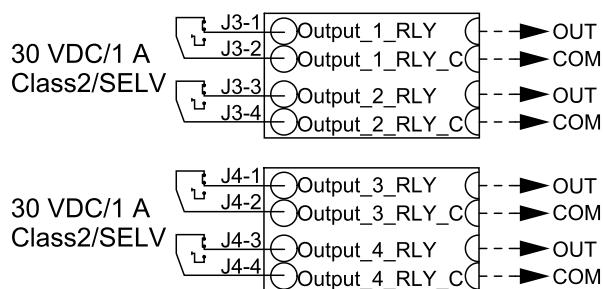 J3-1 Output_1_RLY OUT
30 VDC/1 A J3-2 Output_1_RLY_C COM
Class2/SELV J3-3 Output_2_RLY OUT
J3-4 Output_2_RLY_C COM
J4-1 Output_3_RLY OUT
30 VDC/1 A J4-2 Output_3_RLY_C COM
Class2/SELV J4-3 Output_4_RLY OUT
J4-4 Output_4_RLY_C COM